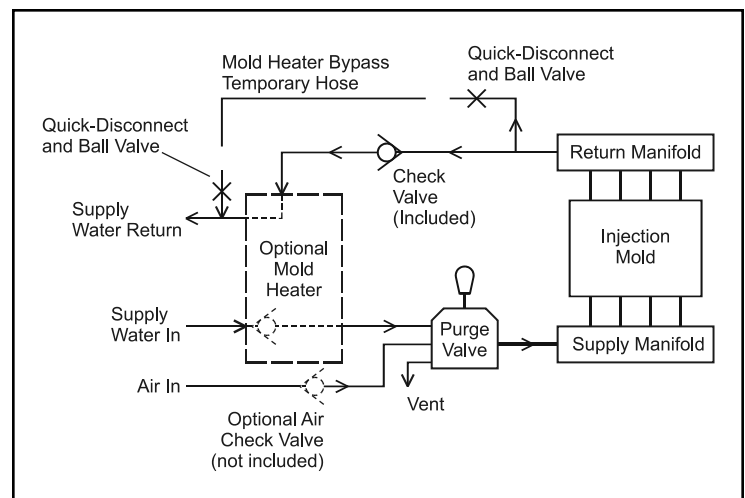 Mold Heater Bypass
Temporary Hose
Quick-Disconnect
and Ball Valve
Quick-Disconnect
and Ball Valve
Return Manifold
Check
Valve
(Included)
Supply
Water Return
Optional
Mold
Heater
Injection
Mold
Supply
Water In
Purge
Valve
Supply Manifold
Air In
Vent
Optional Air
Check Valve
(not included)